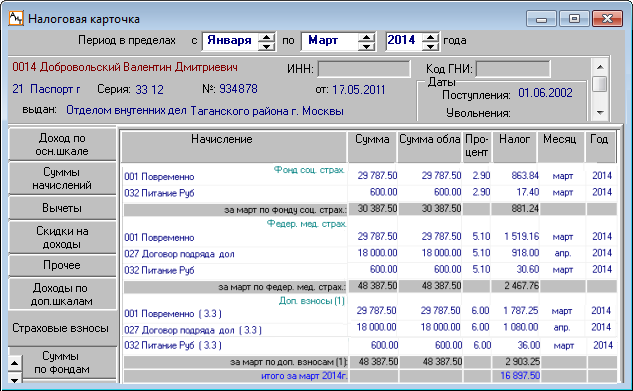 Налоговая карточка
Период в пределах с Января по Март 2014 года
0014 Добровольский Валентин Дмитриевич ИНН: Код ГНИ:
21 Паспорт г Серия: 33 12 №: 934878 от: 17.05.2011
Даты
Поступления: 01.06.2002
выдан: Отделом внутенних дел Таганского района г. Москвы
Увольнения:
Доход по осн.шкале
Суммы начислений
Вычеты
Скидки на доходы
Прочее
Доходы по доп.шкалам
Страховые взносы
Суммы по фондам
Начисление Сумма Сумма обла Про-цент Налог Месяц Год
Фонд соц. страх.
001 Повременно 29 787.50 29 787.50 2.90 863.84 март 2014
032 Питание Руб 600.00 600.00 2.90 17.40 март 2014
за март по фонду соц. страх.: 30 387.50 30 387.50 881.24
Федер. мед. страх.
001 Повременно 29 787.50 29 787.50 5.10 1 519.16 март 2014
027 Договор подряда дол 18 000.00 18 000.00 5.10 918.00 апр. 2014
032 Питание Руб 600.00 600.00 5.10 30.60 март 2014
за март по Федер. мед. страх.: 48 387.50 48 387.50 2 467.76
Доп. взносы (1)
001 Повременно ( 3.3 ) 29 787.50 29 787.50 6.00 1 787.25 март 2014
027 Договор подряда дол ( 3.3 ) 18 000.00 18 000.00 6.00 1 080.00 апр. 2014
032 Питание Руб ( 3.3 ) 600.00 600.00 6.00 36.00 март 2014
за март по доп. взносам (1): 48 387.50 48 387.50 2 903.25
итого за март 2014г. 16 897.50